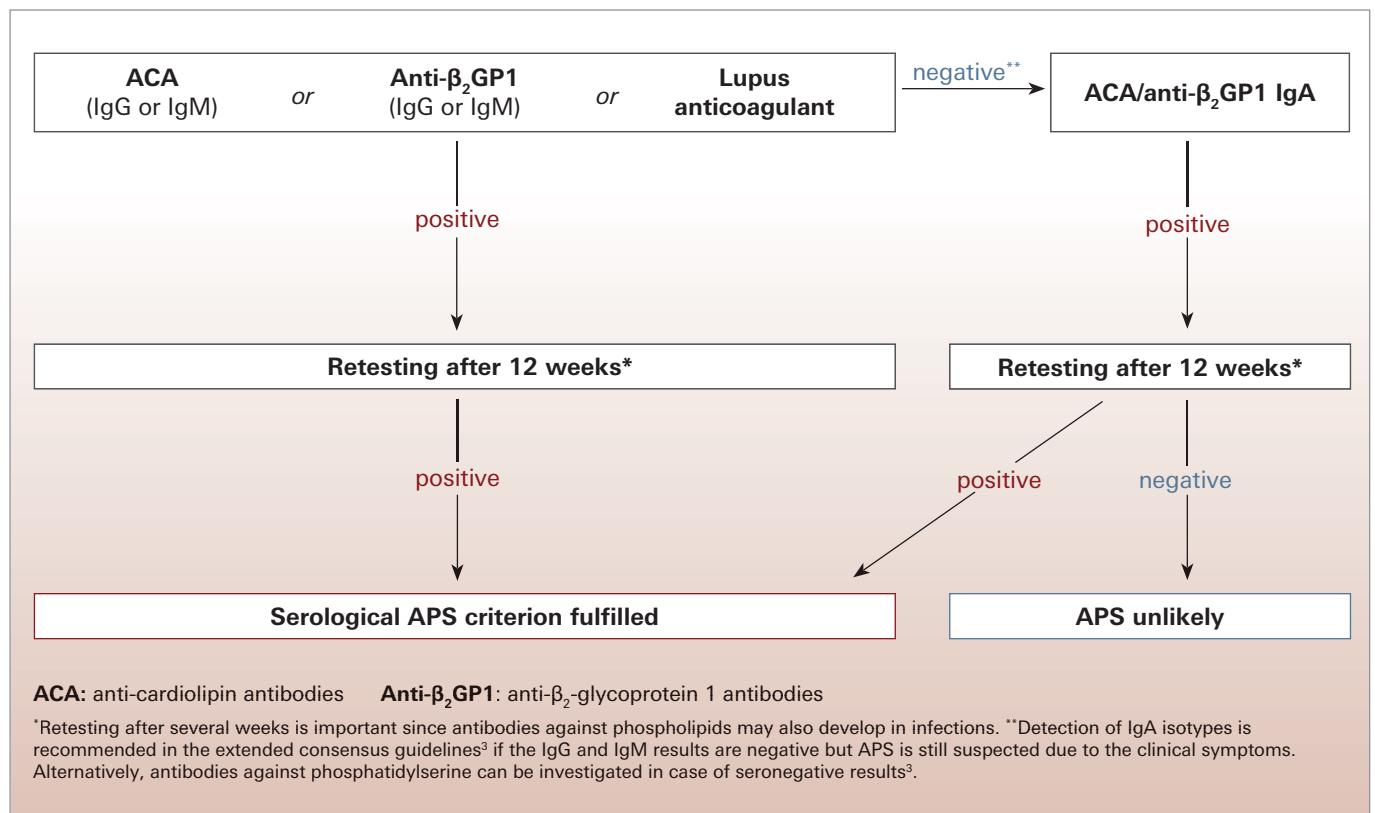 ACA or Anti-β₂GP1 or Lupus
(IgG or IgM) (IgG or IgM) anticoagulant
negative**
ACA/anti-β₂GP1 IgA
positive
positive
Retesting after 12 weeks*
Retesting after 12 weeks*
positive
positive
negative
Serological APS criterion fulfilled
APS unlikely
ACA: anti-cardiolipin antibodies Anti-β₂GP1: anti-β₂-glycoprotein 1 antibodies
*Retesting after several weeks is important since antibodies against phospholipids may also develop in infections. **Detection of IgA isotypes is
recommended in the extended consensus guidelines³ if the IgG and IgM results are negative but APS is still suspected due to the clinical symptoms.
Alternatively, antibodies against phosphatidylserine can be investigated in case of seronegative results³.